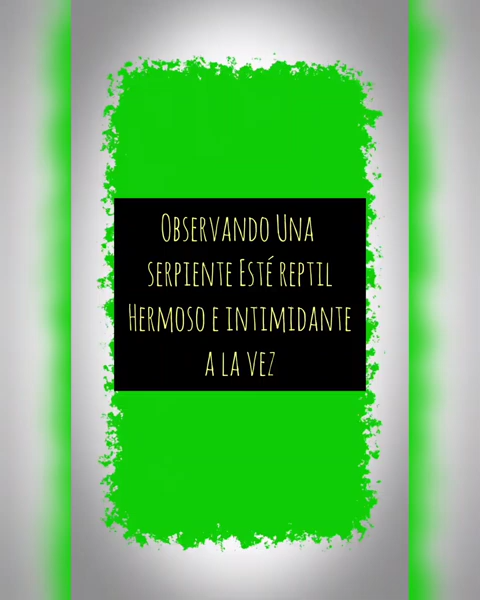 Observando Una
serpiente Esté reptil
Hermoso e intimidante
a la vez